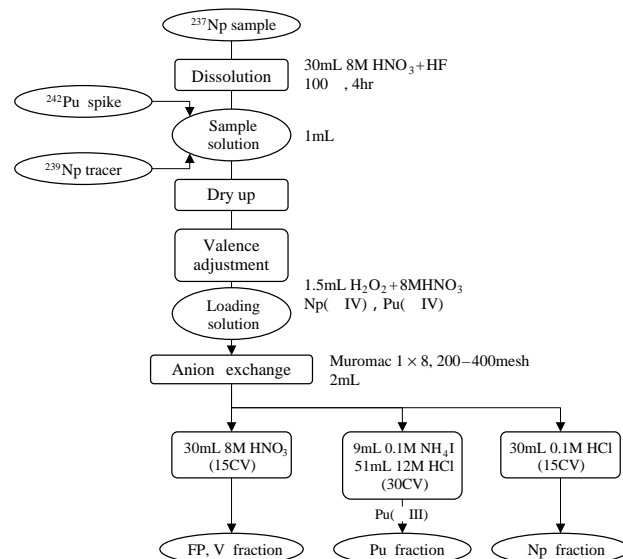 ²³⁷Np sample
Dissolution
30mL 8M HNO₃+HF
100 , 4hr
²⁴²Pu spike
Sample
solution
1mL
²³⁹Np tracer
Dry up
Valence
adjustment
1.5mL H₂O₂+8MHNO₃
Np( IV) , Pu( IV)
Loading
solution
Anion exchange
Muromac 1 × 8, 200–400mesh
2mL
30mL 8M HNO₃
(15CV)
9mL 0.1M NH₄I
51mL 12M HCl
(30CV)
30mL 0.1M HCl
(15CV)
Pu( III)
FP, V fraction
Pu fraction
Np fraction